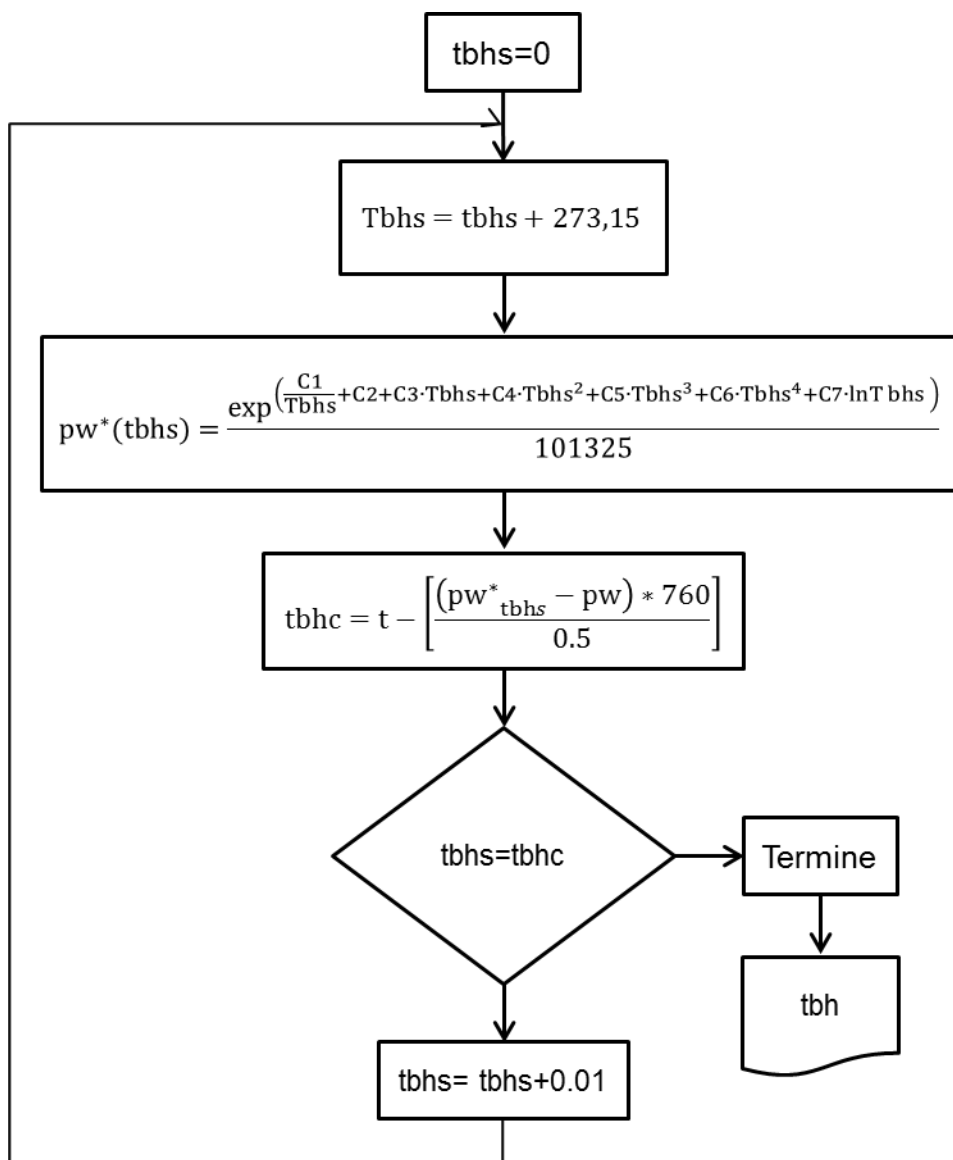 tbhs=0
Tbhs = tbhs + 273,15
pw*(tbhs) = exp^(C1/Tbhs+C2+C3·Tbhs+C4·Tbhs²+C5·Tbhs³+C6·Tbhs⁴+C7·lnT bhs ) / 101325
tbhc = t − [(pw*_tbhs − pw) * 760 / 0.5]
tbhs=tbhc
Termine
tbh
tbhs= tbhs+0.01